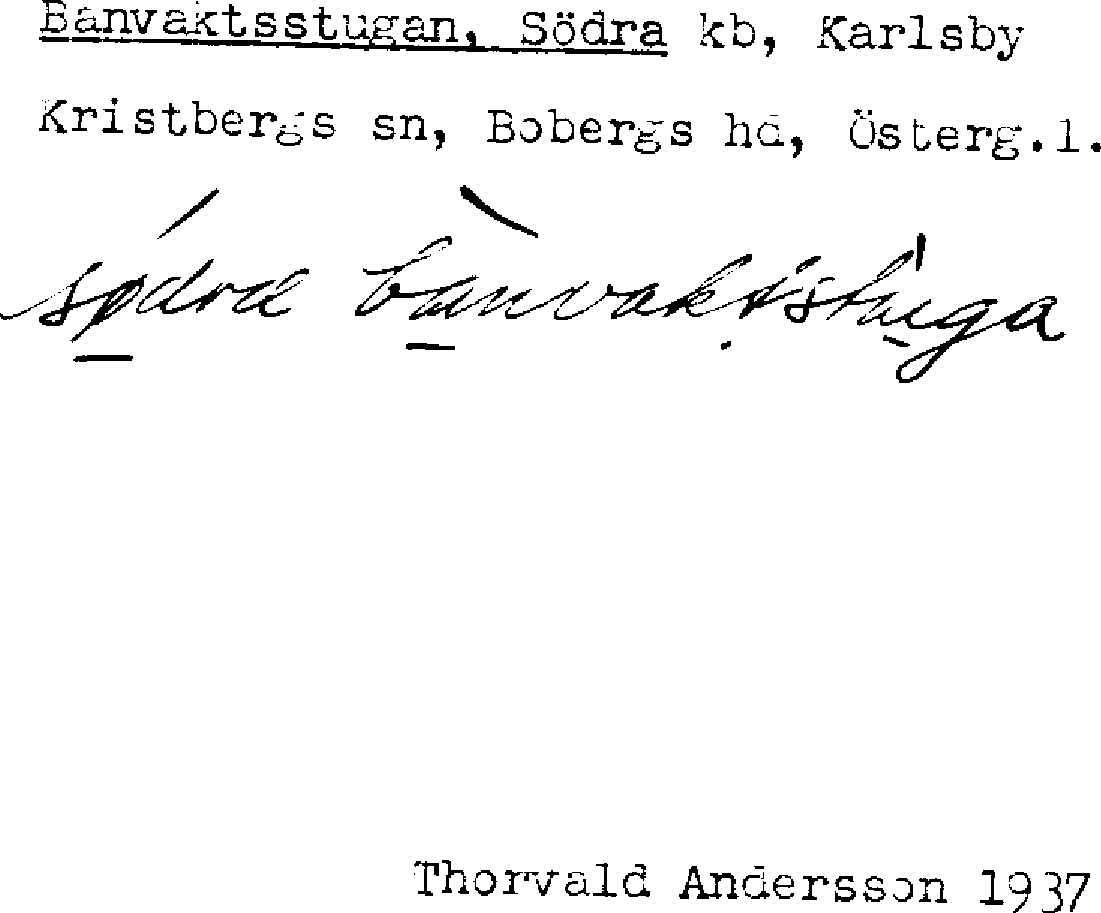 Banvaktsstugan, Södra kb, Karlsby
Kristbergs sn, Bobergs hd, Österg.l.
södra banvaktstuga
Thorvald Andersson 1937